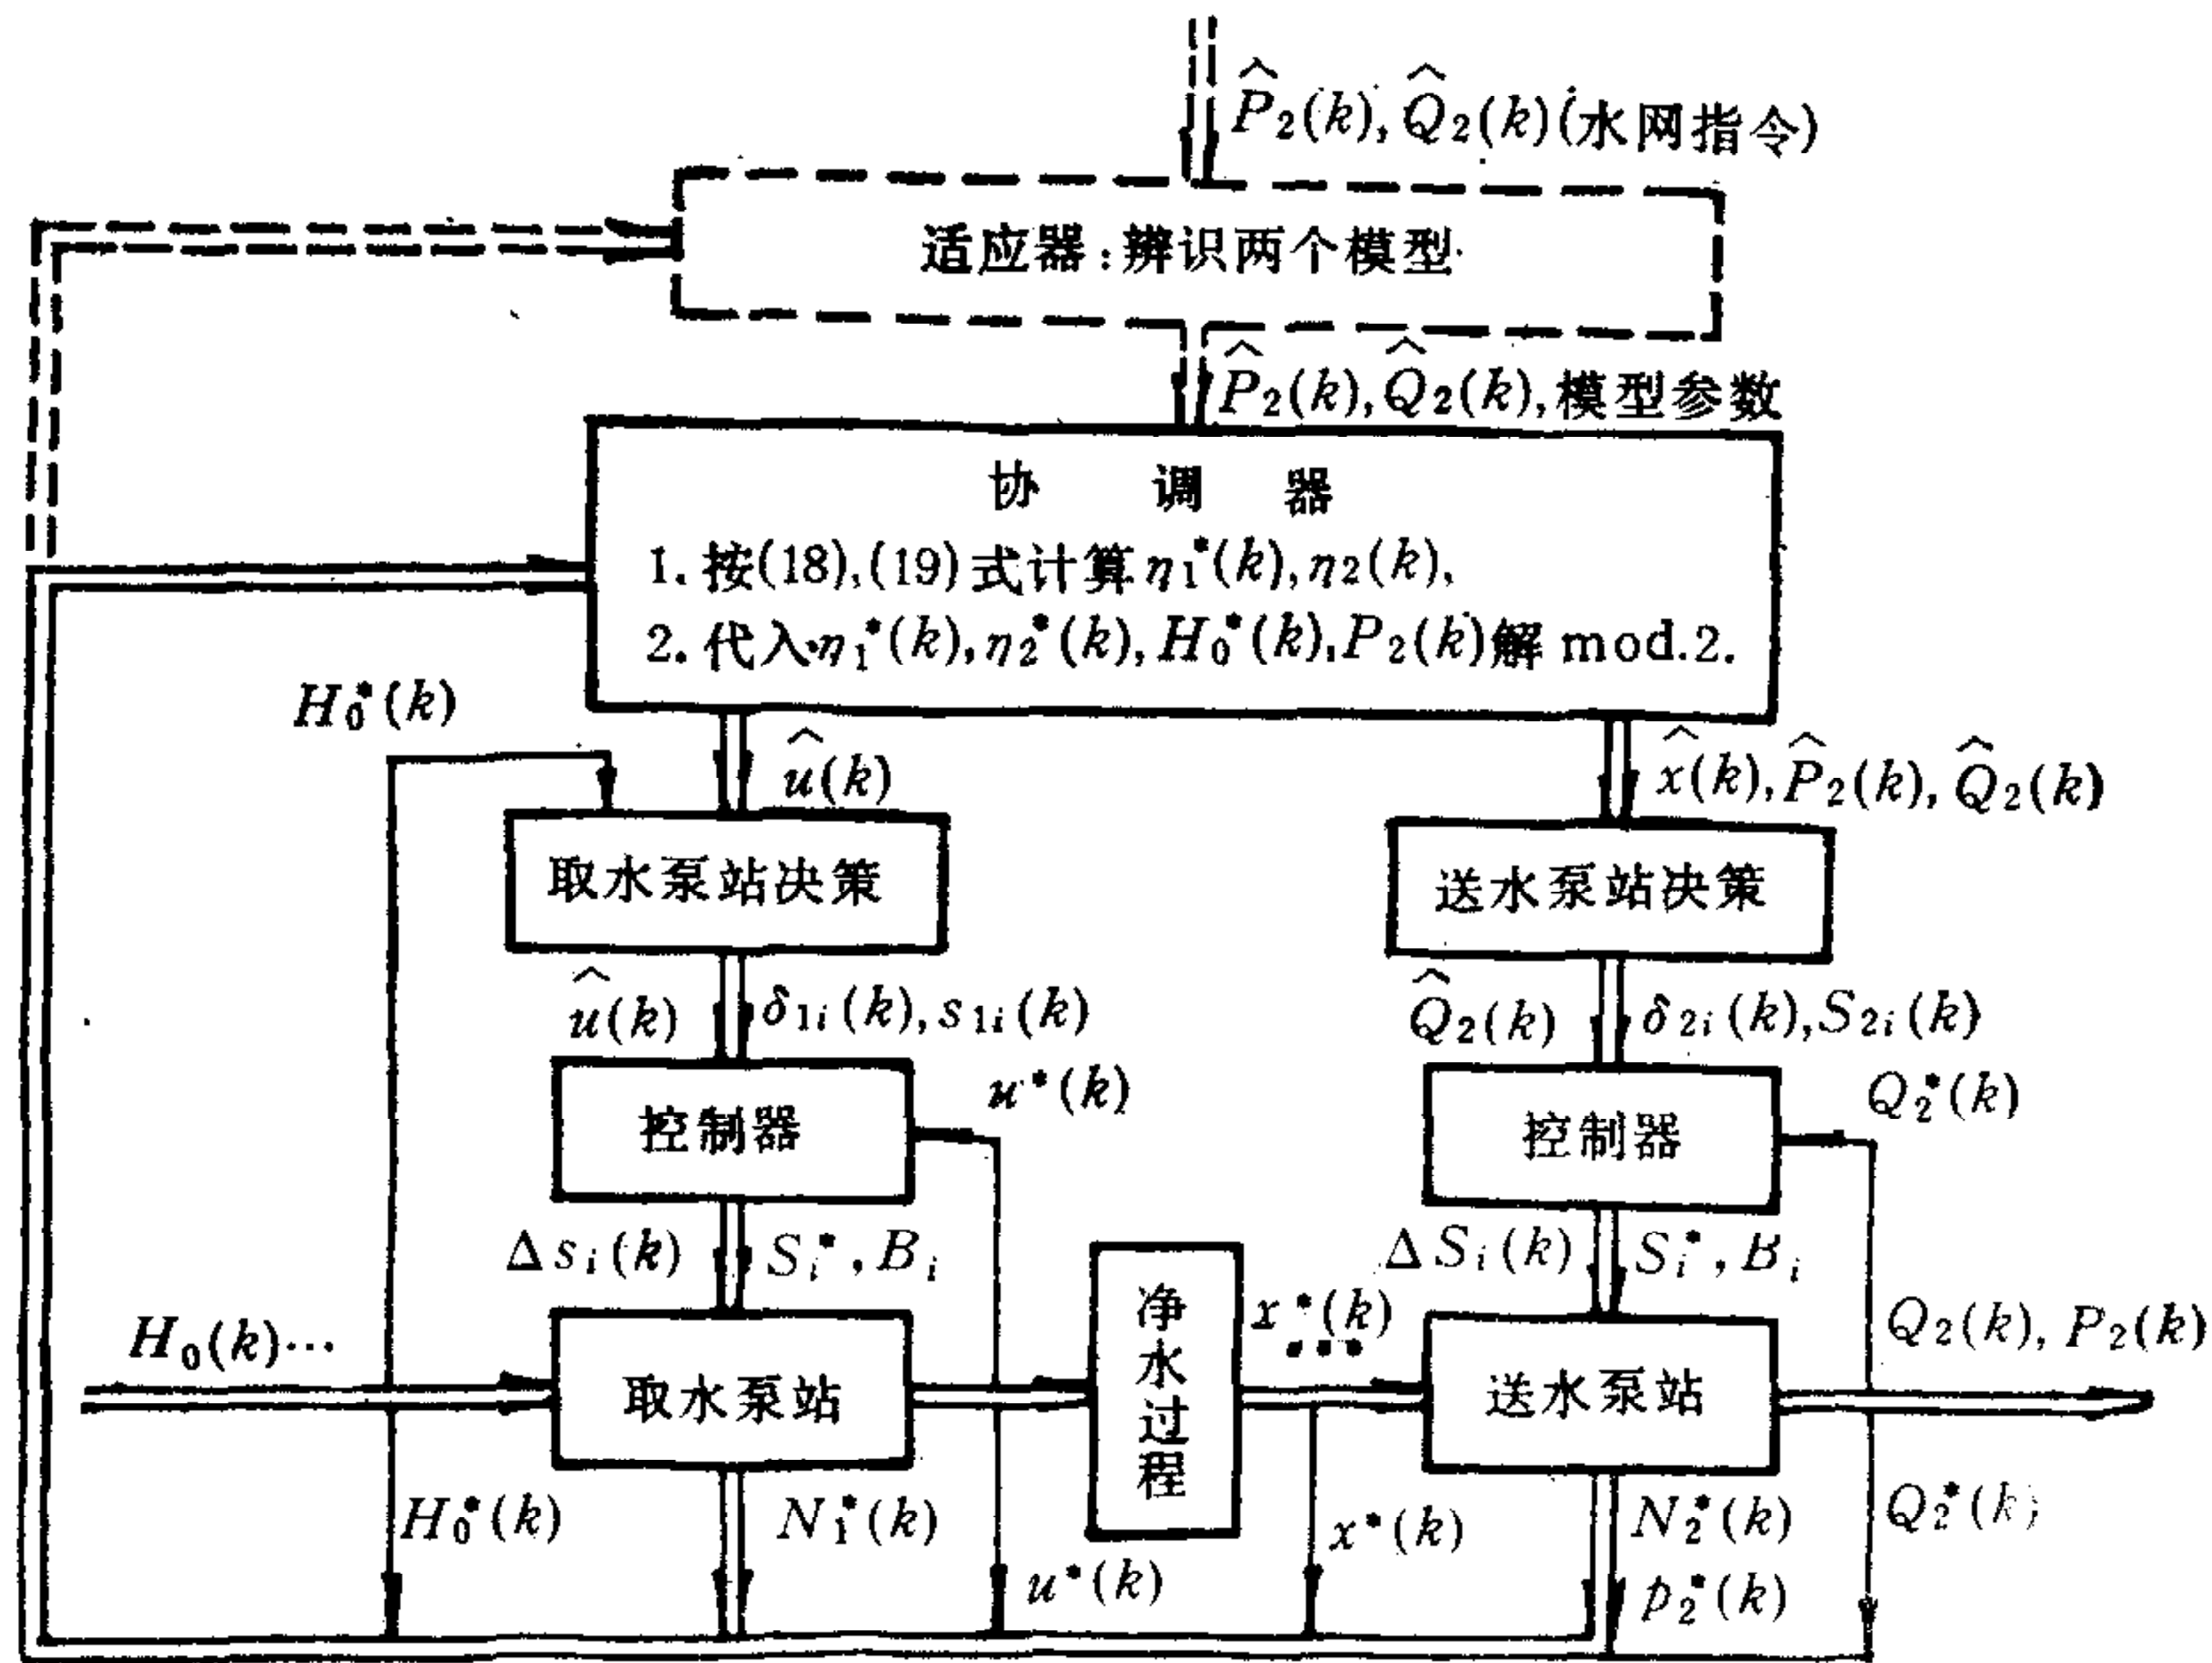 P̂₂(k), Q̂₂(k)(水网指令)
适应器:辨识两个模型
P̂₂(k), Q̂₂(k),模型参数
协 调 器
1. 按(18),(19)式计算η₁*(k), η₂(k),
2. 代入η₁*(k), η₂*(k), H₀*(k), P₂(k)解 mod.2.
H₀*(k)
û(k)
x̂(k), P̂₂(k), Q̂₂(k)
取水泵站决策
送水泵站决策
û(k)
δ₁ᵢ(k), s₁ᵢ(k)
Q̂₂(k)
δ₂ᵢ(k), S₂ᵢ(k)
控制器
u*(k)
控制器
Q₂*(k)
Δsᵢ(k)
Sᵢ*, Bᵢ
ΔSᵢ(k)
Sᵢ*, Bᵢ
H₀(k)···
取水泵站
净水过程
x*(k)
···
送水泵站
Q₂(k), P₂(k)
H₀*(k)
N₁*(k)
u*(k)
x*(k)
N₂*(k)
p₂*(k)
Q₂*(k)